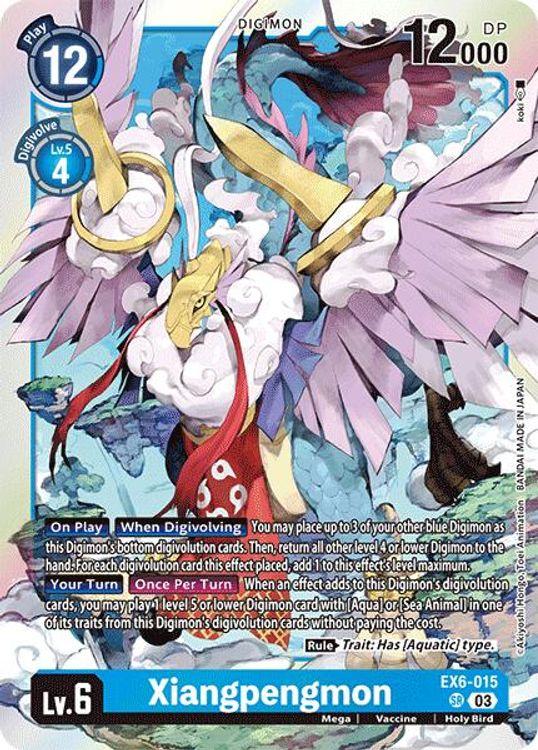 Play
12
DIGIMON
12000
DP
Digivolve
Lv.5
4
koki
On Play When Digivolving You may place up to 3 of your other blue Digimon as
this Digimon's bottom digivolution cards. Then, return all other level 4 or lower Digimon to the
hand. For each digivolution card this effect placed, add 1 to this effect's level maximum.
Your Turn Once Per Turn When an effect adds to this Digimon's digivolution
cards, you may play 1 level 5 or lower Digimon card with [Aqua] or [Sea Animal] in one
of its traits from this Digimon's digivolution cards without paying the cost.
Rule Trait: Has [Aquatic] type.
©Akiyoshi Hongo, Toei Animation BANDAI MADE IN JAPAN
Lv.6
Xiangpengmon
EX6-015
SR 03
Mega | Vaccine | Holy Bird